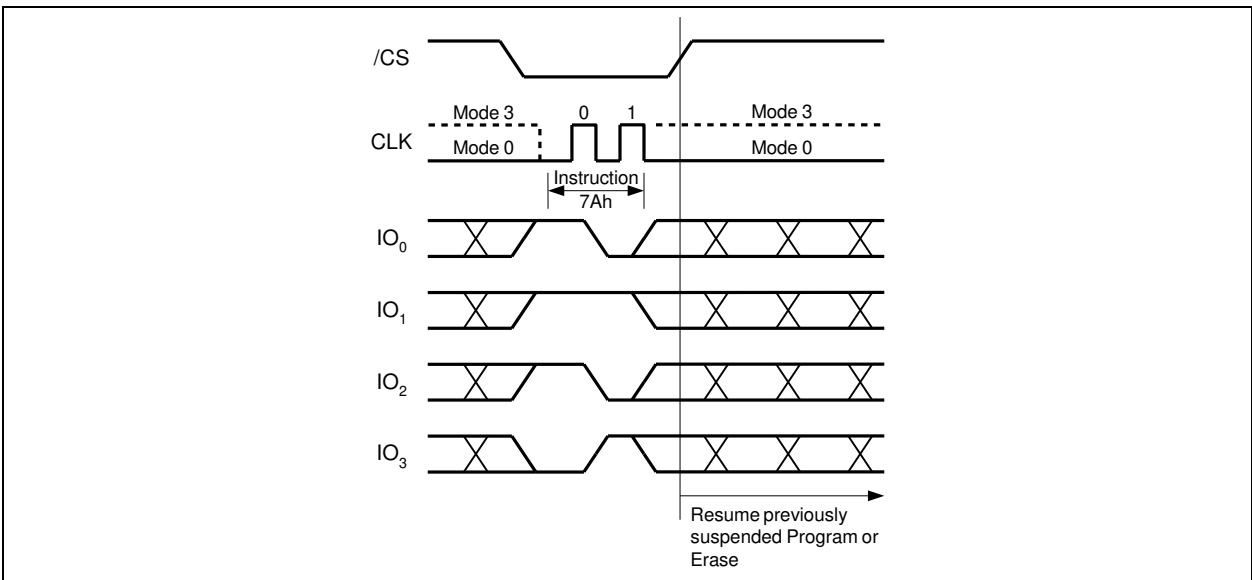 /CS
Mode 3 0 1 Mode 3
CLK Mode 0 Mode 0
Instruction
7Ah
IO0
IO1
IO2
IO3
Resume previously
suspended Program or
Erase